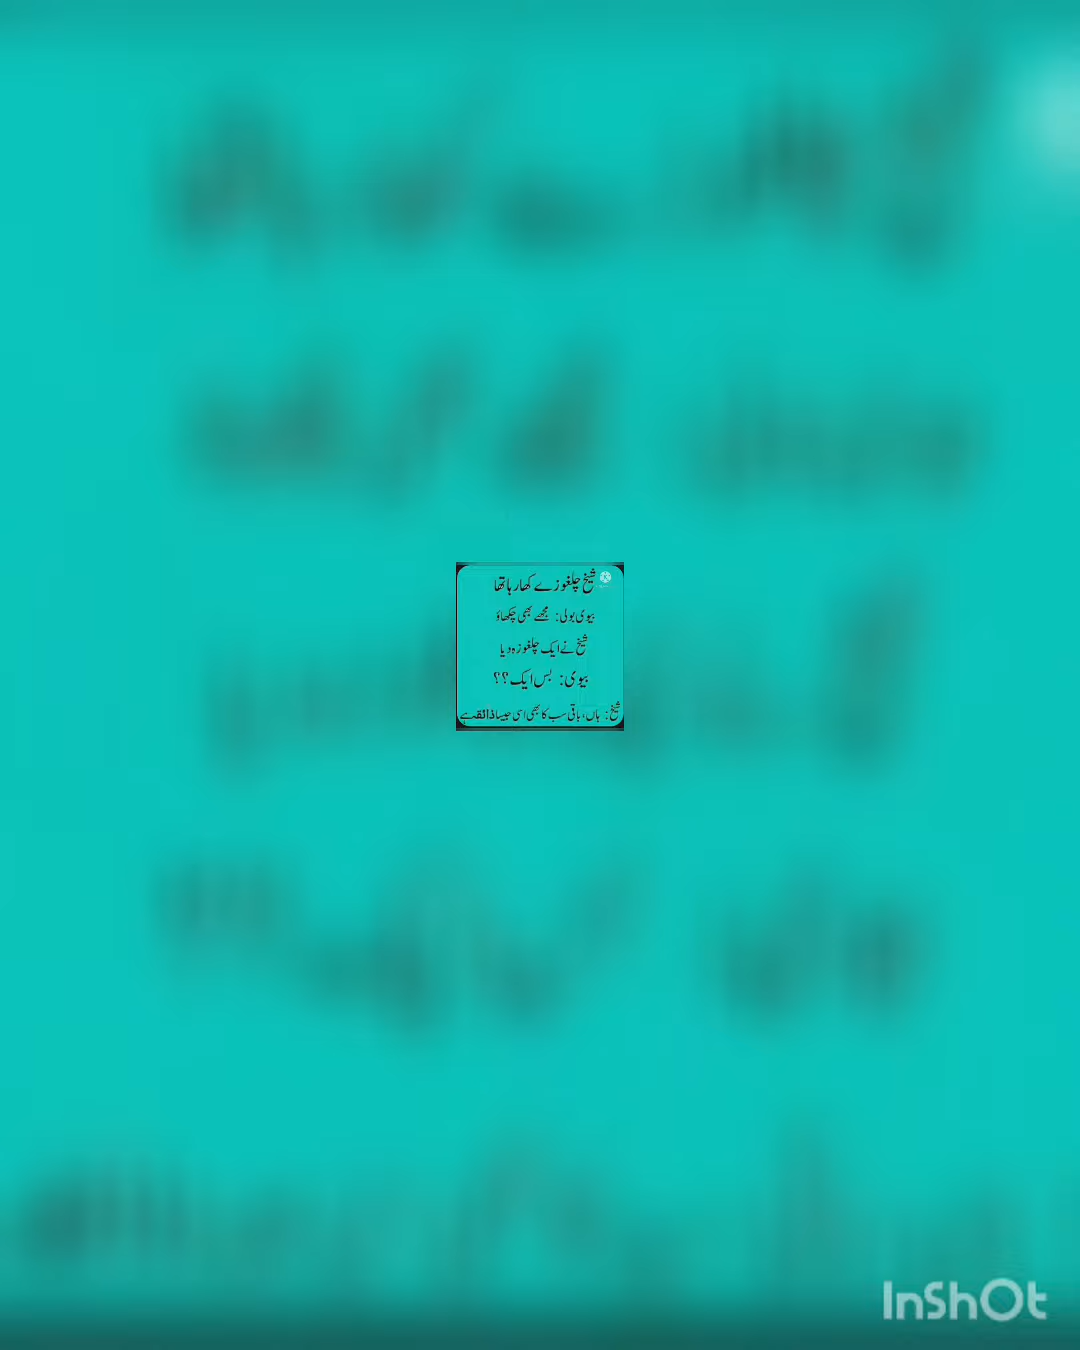 شیخ چلغوزے کھا رہا تھا
بیوی بولی: مجھے بھی چکھاؤ
شیخ نے ایک چلغوزہ دیا
بیوی: بس ایک؟؟
شیخ: ہاں، باقی سب کا بھی اسی جیسا ذائقہ ہے
InShOt